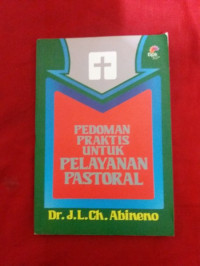 PEDOMAN
PRAKTIS
UNTUK
PELAYANAN
PASTORAL
Dr. J.L.Ch. Abineno